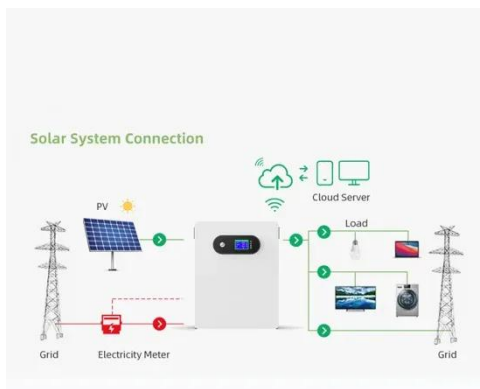 Solar System Connection
Cloud Server
PV
Load
Grid
Electricity Meter
Grid